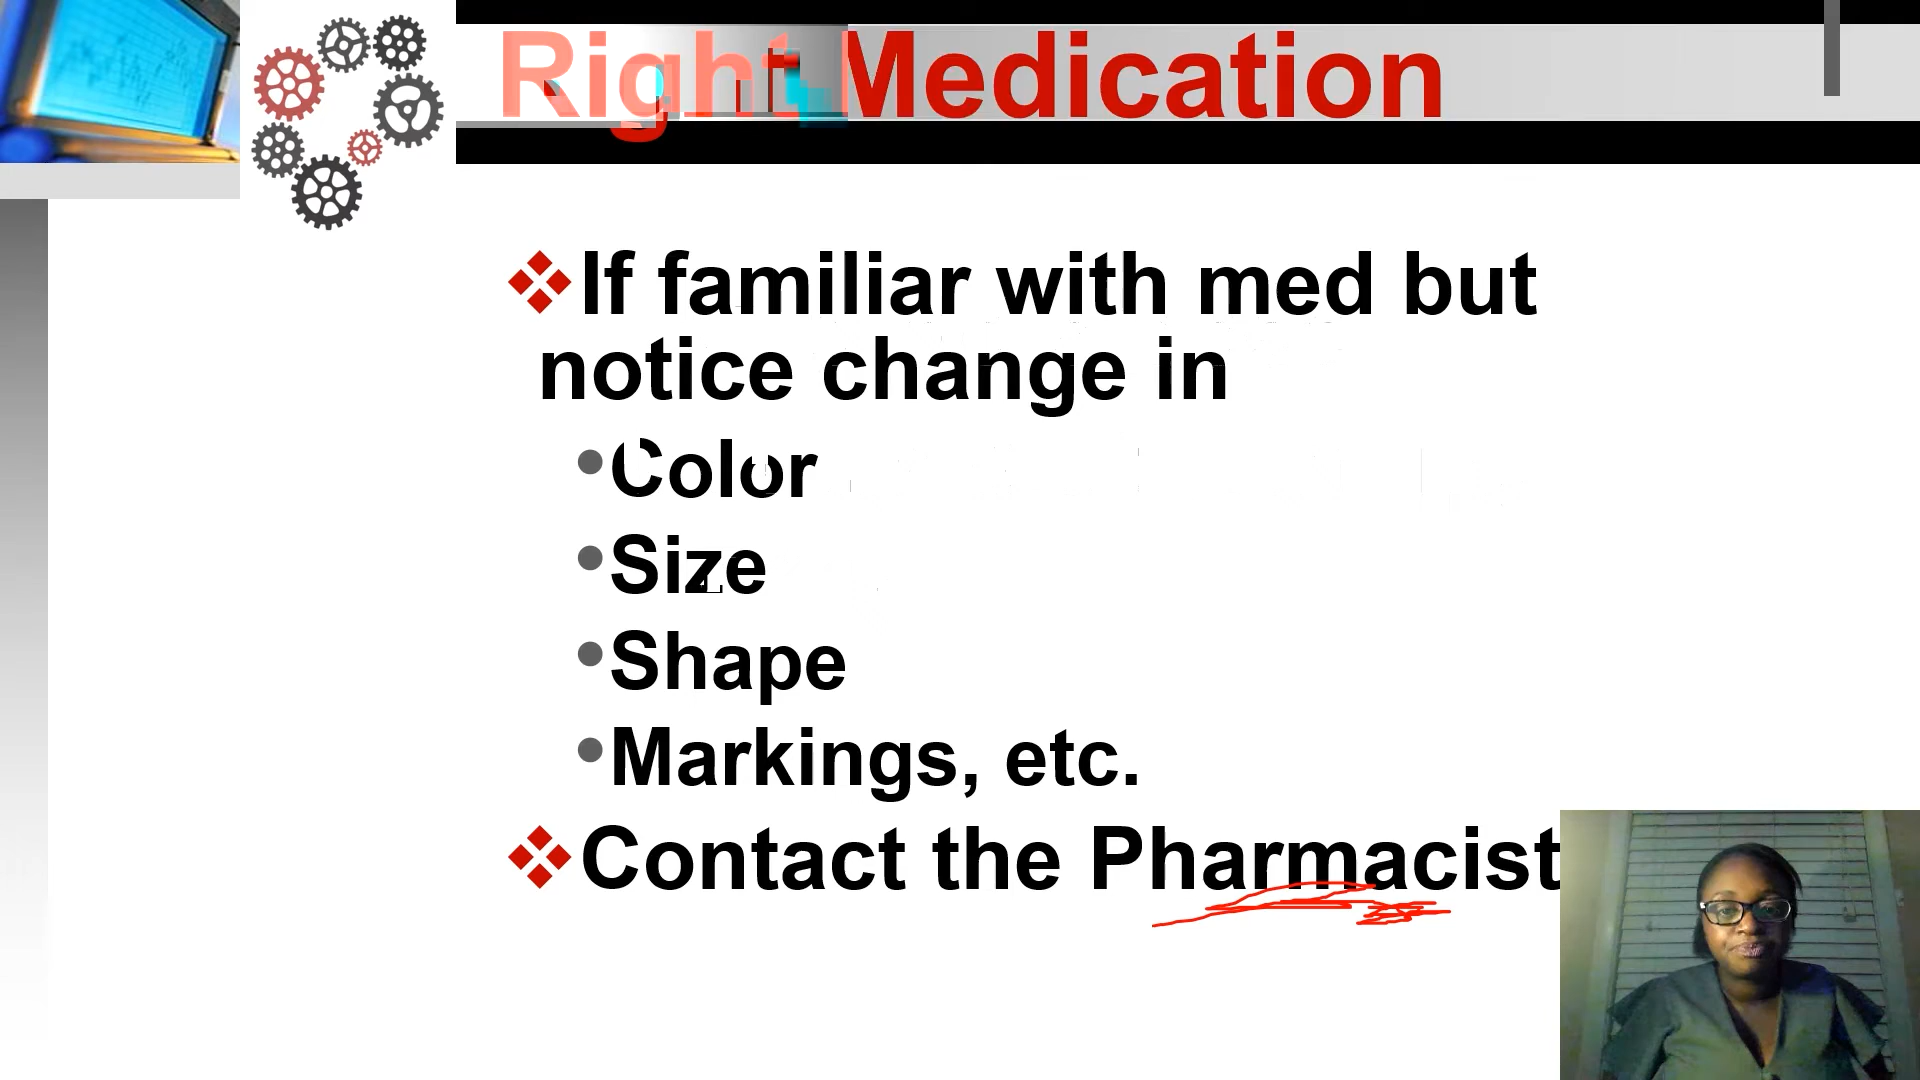 Right Medication
If familiar with med but
notice change in
Color
Size
Shape
Markings, etc.
Contact the Pharmacist